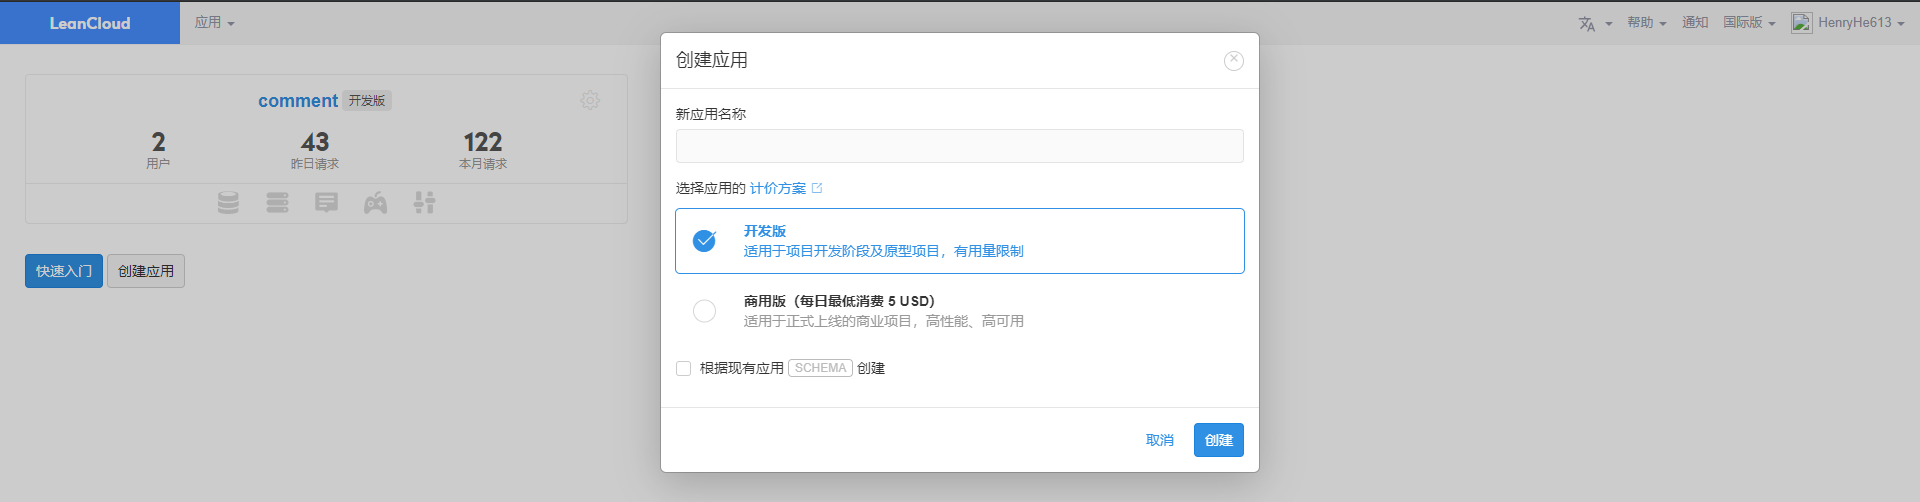 LeanCloud
应用
帮助
通知
国际版
HenryHe613
comment
开发版
2
43
122
用户
昨日请求
本月请求
快速入门
创建应用
创建应用
新应用名称
选择应用的 计价方案
开发版
适用于项目开发阶段及原型项目，有用量限制
商用版（每日最低消费 5 USD）
适用于正式上线的商业项目，高性能、高可用
根据现有应用 SCHEMA 创建
取消
创建